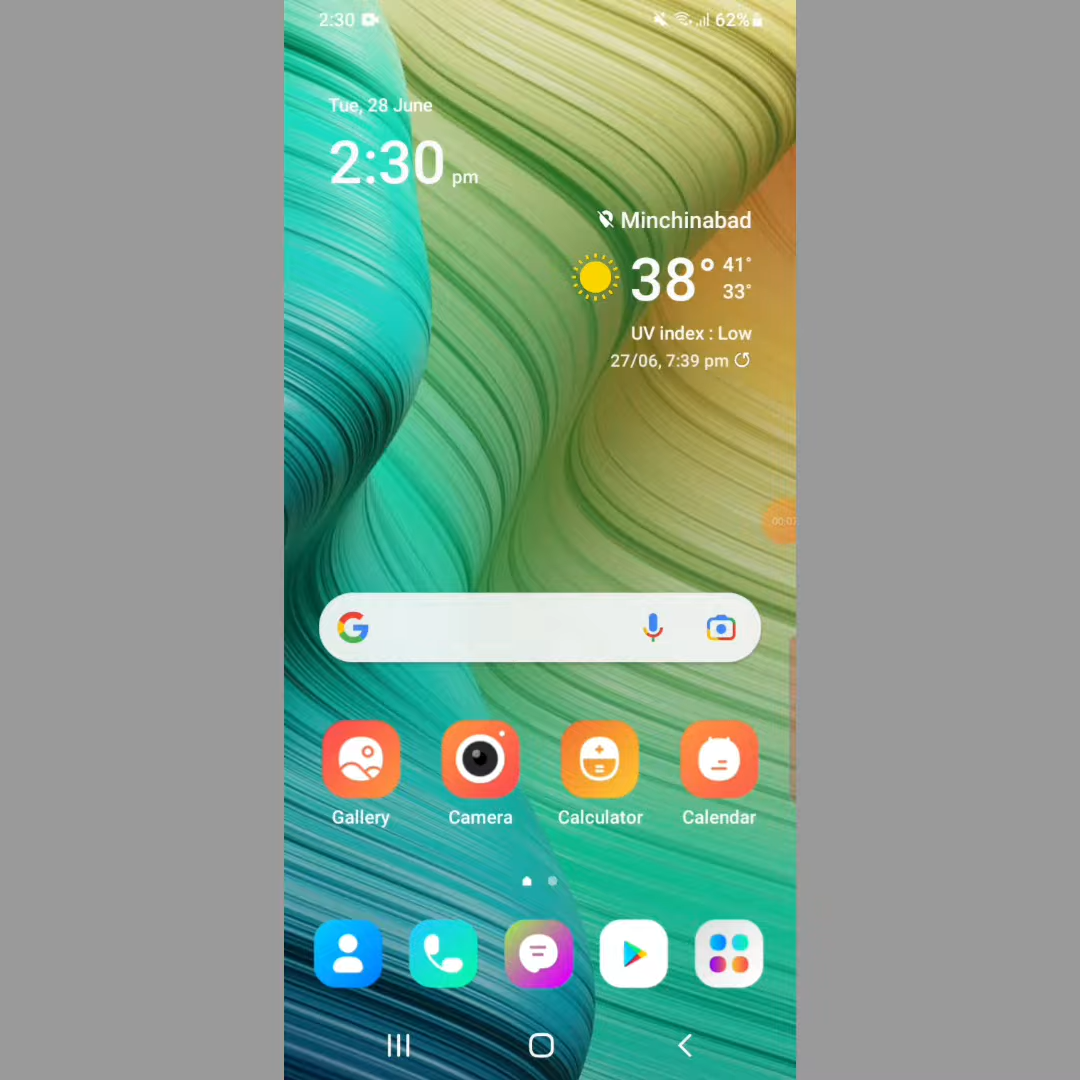 2:30 62%
Tue, 28 June
2:30 pm
Minchinabad
38° 41°
33°
UV index : Low
27/06, 7:39 pm
Gallery Camera Calculator Calendar